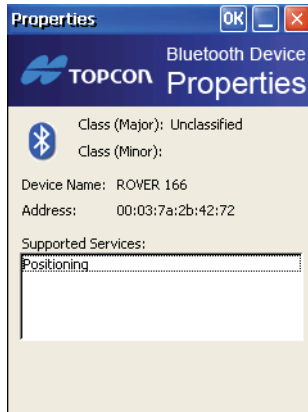 Properties OK
TOPCON Bluetooth Device
Properties
Class (Major): Unclassified
Class (Minor):
Device Name: ROVER 166
Address: 00:03:7a:2b:42:72
Supported Services:
Positioning